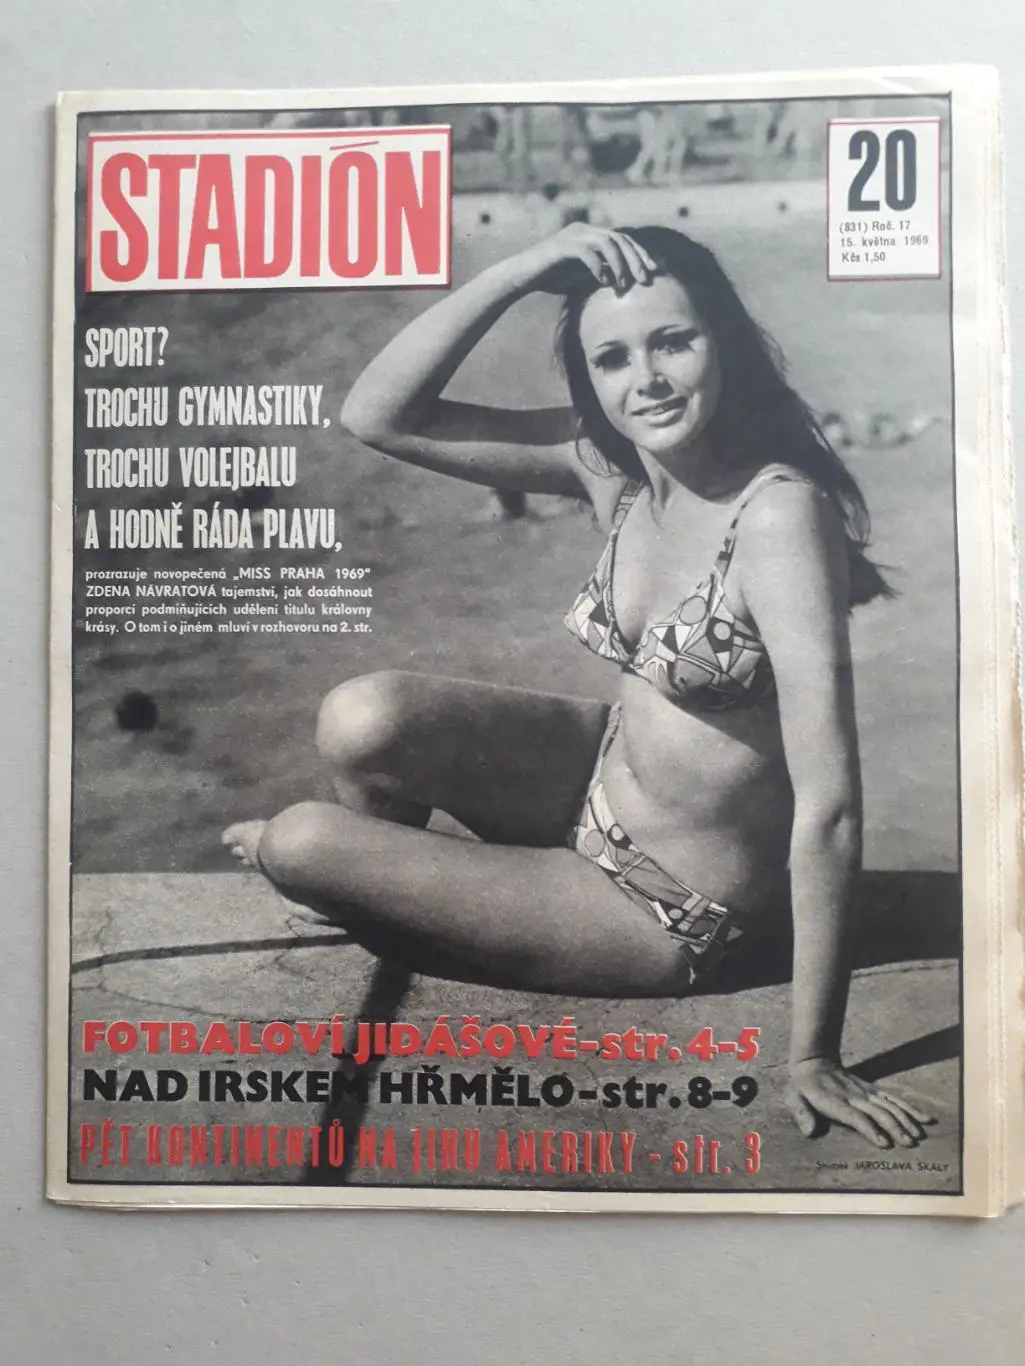 STADIÓN
20
(831) Roč. 17
15. května 1969
Kčs 1,50
SPORT?
TROCHU GYMNASTIKY,
TROCHU VOLEJBALU
A HODNĚ RÁDA PLAVU,
prozrazuje novopečená „MISS PRAHA 1969"
ZDENA NÁVRATOVÁ tajemství, jak dosáhnout
proporcí podmiňujících udělení titulu královny
krásy. O tom i o jiném mluví v rozhovoru na 2. str.
FOTBALOVÍ JIDÁŠOVÉ-str. 4-5
NAD IRSKEM HŘMĚLO-str. 8-9
PĚT KONTINENTŮ NA JIHU AMERIKY - str. 3
Snímek JAROSLAVA SKÁLY